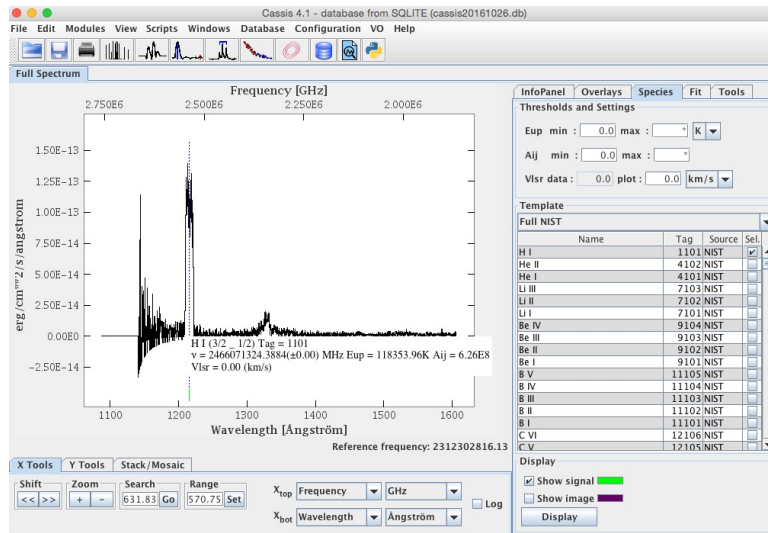 Cassis 4.1 - database from SQLITE (cassis20161026.db)
File Edit Modules View Scripts Windows Database Configuration VO Help
Full Spectrum
Frequency [GHz]
2.750E6 2.500E6 2.250E6 2.000E6
erg/cm**2/s/angstrom
1.50E-13
1.25E-13
1.00E-13
7.50E-14
5.00E-14
2.50E-14
0.00E0
-2.50E-14
H I (3/2 _ 1/2) Tag = 1101
ν = 2466071324.3884(±0.00) MHz Eup = 118353.96K Aij = 6.26E8
Vlsr = 0.00 (km/s)
1100 1200 1300 1400 1500 1600
Wavelength [Ångström]
Reference frequency: 2312302816.13
X Tools Y Tools Stack/Mosaic
Shift Zoom Search Range
<< >> + - 631.83 Go 570.75 Set
Xtop Frequency GHz
Xbot Wavelength Ångström
Log
InfoPanel Overlays Species Fit Tools
Thresholds and Settings
Eup min : 0.0 max : * K
Aij min : 0.0 max : *
Vlsr data : 0.0 plot : 0.0 km/s
Template
Full NIST
Name Tag Source Sel.
H I 1101 NIST
He II 4102 NIST
He I 4101 NIST
Li III 7103 NIST
Li II 7102 NIST
Li I 7101 NIST
Be IV 9104 NIST
Be III 9103 NIST
Be II 9102 NIST
Be I 9101 NIST
B V 11105 NIST
B IV 11104 NIST
B III 11103 NIST
B II 11102 NIST
B I 11101 NIST
C VI 12106 NIST
C V 12105 NIST
Display
Show signal
Show image
Display